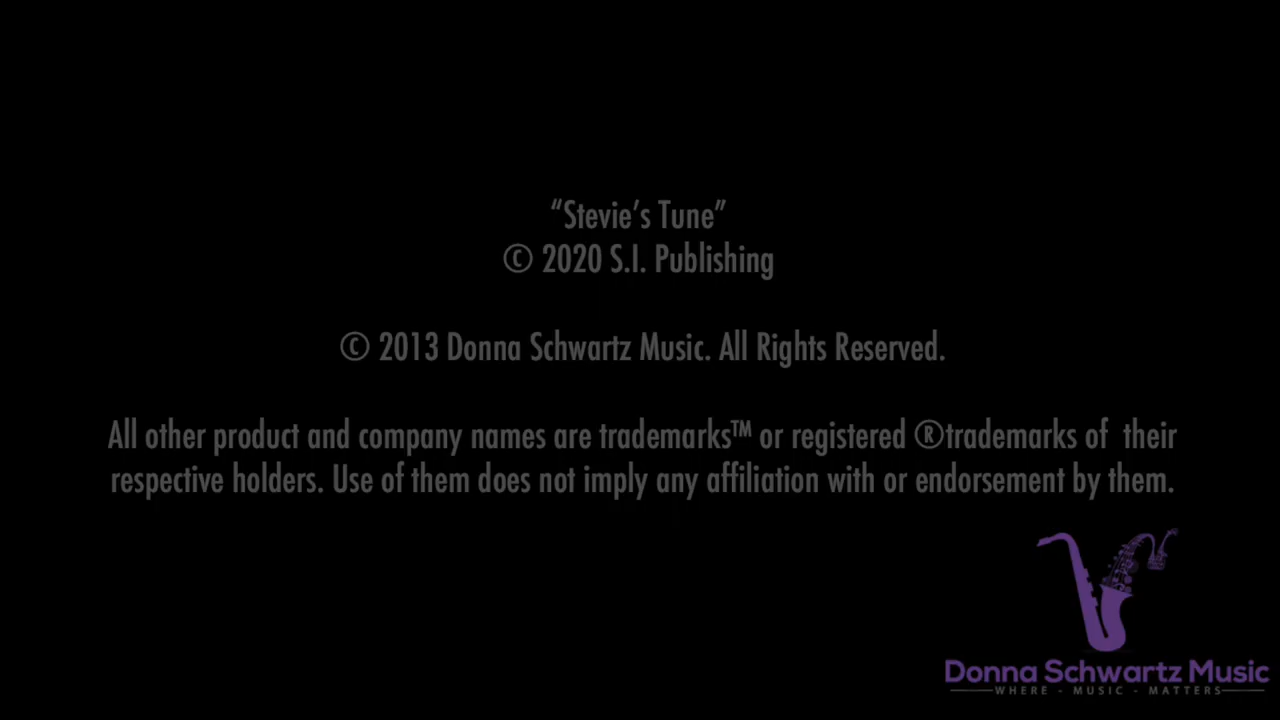 “Stevie’s Tune”
© 2020 S.I. Publishing
© 2013 Donna Schwartz Music. All Rights Reserved.
All other product and company names are trademarks™ or registered ®trademarks of their
respective holders. Use of them does not imply any affiliation with or endorsement by them.
Donna Schwartz Music
WHERE - MUSIC - MATTERS